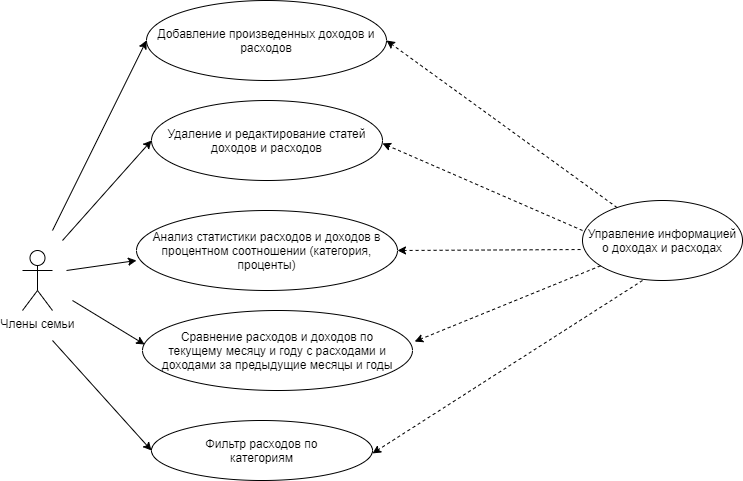 Добавление произведенных доходов и
расходов
Удаление и редактирование статей
доходов и расходов
Управление информацией
о доходах и расходах
Анализ статистики расходов и доходов в
процентном соотношении (категория,
проценты)
Члены семьи
Сравнение расходов и доходов по
текущему месяцу и году с расходами и
доходами за предыдущие месяцы и годы
Фильтр расходов по
категориям